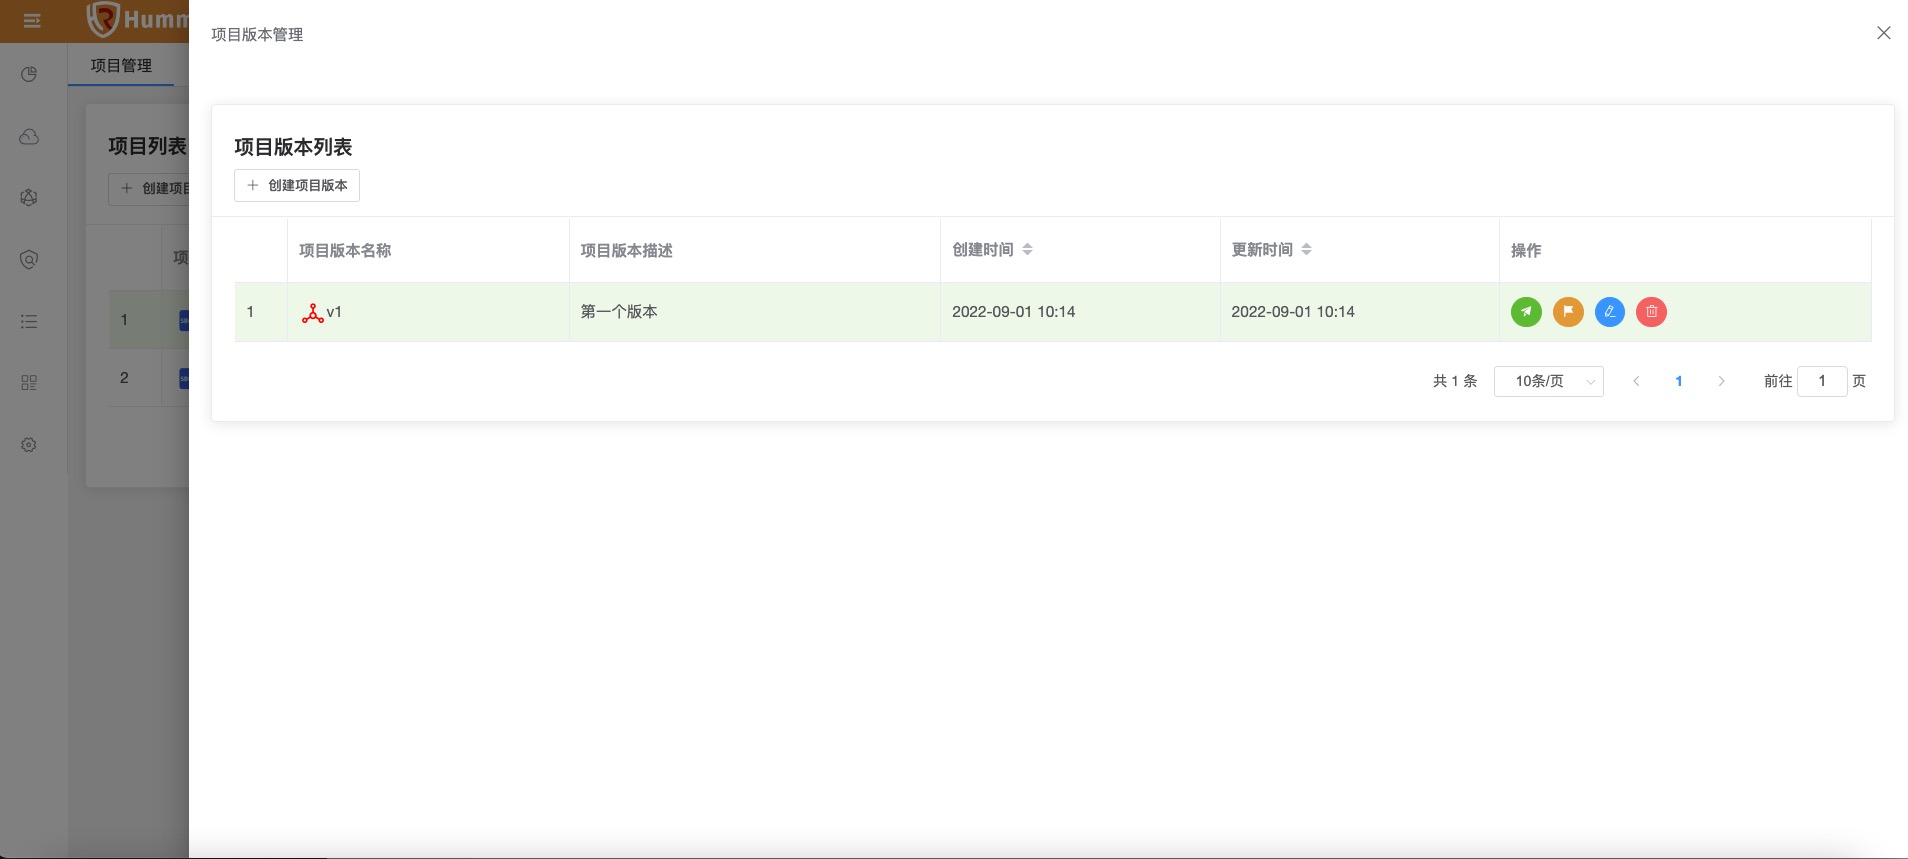 Humm
项目版本管理
项目管理
项目列表
创建项目
项
1
2
项目版本列表
创建项目版本
项目版本名称 项目版本描述 创建时间 更新时间 操作
1 v1 第一个版本 2022-09-01 10:14 2022-09-01 10:14
共 1 条 10条/页 1 前往 1 页